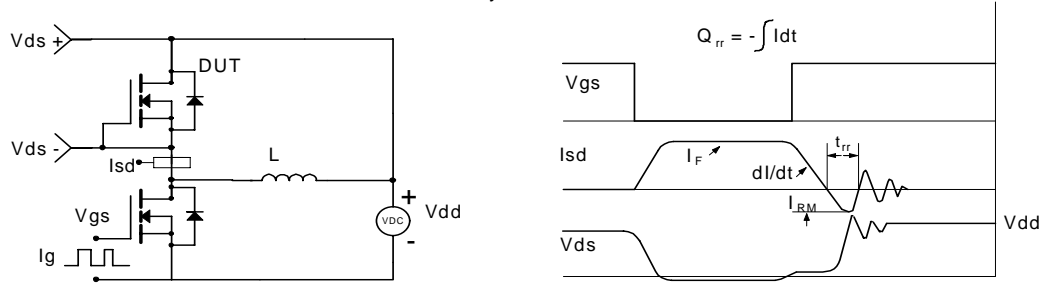 Vds +
DUT
Vds -
Isd
L
Vgs
Ig
+
VDC
-
Vdd
Q rr = - ∫ Idt
Vgs
Isd
I F
dI/dt
t rr
I RM
Vds
Vdd